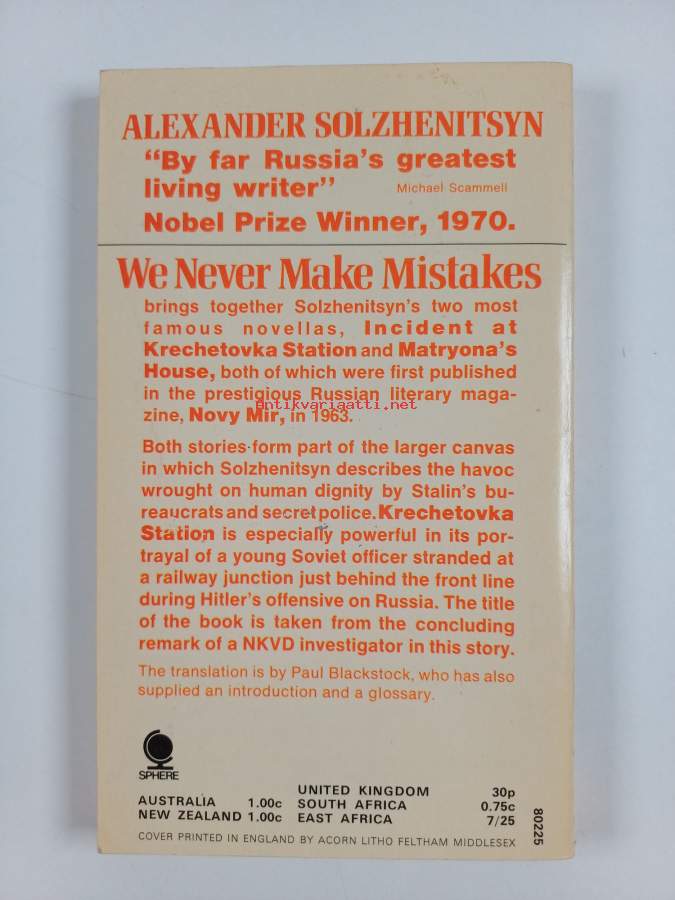 ALEXANDER SOLZHENITSYN
"By far Russia's greatest
living writer" Michael Scammell
Nobel Prize Winner, 1970.
We Never Make Mistakes
brings together Solzhenitsyn's two most
famous novellas, Incident at
Krechetovka Station and Matryona's
House, both of which were first published
in the prestigious Russian literary maga-
antikvariaatti.net
zine, Novy Mir, in 1963.
Both stories form part of the larger canvas
in which Solzhenitsyn describes the havoc
wrought on human dignity by Stalin's bu-
reaucrats and secret police. Krechetovka
Station is especially powerful in its por-
trayal of a young Soviet officer stranded at
a railway junction just behind the front line
during Hitler's offensive on Russia. The title
of the book is taken from the concluding
remark of a NKVD investigator in this story.
The translation is by Paul Blackstock, who has also
supplied an introduction and a glossary.
SPHERE
UNITED KINGDOM 30p
AUSTRALIA 1.00c SOUTH AFRICA 0.75c
NEW ZEALAND 1.00c EAST AFRICA 7/25
80225
COVER PRINTED IN ENGLAND BY ACORN LITHO FELTHAM MIDDLESEX